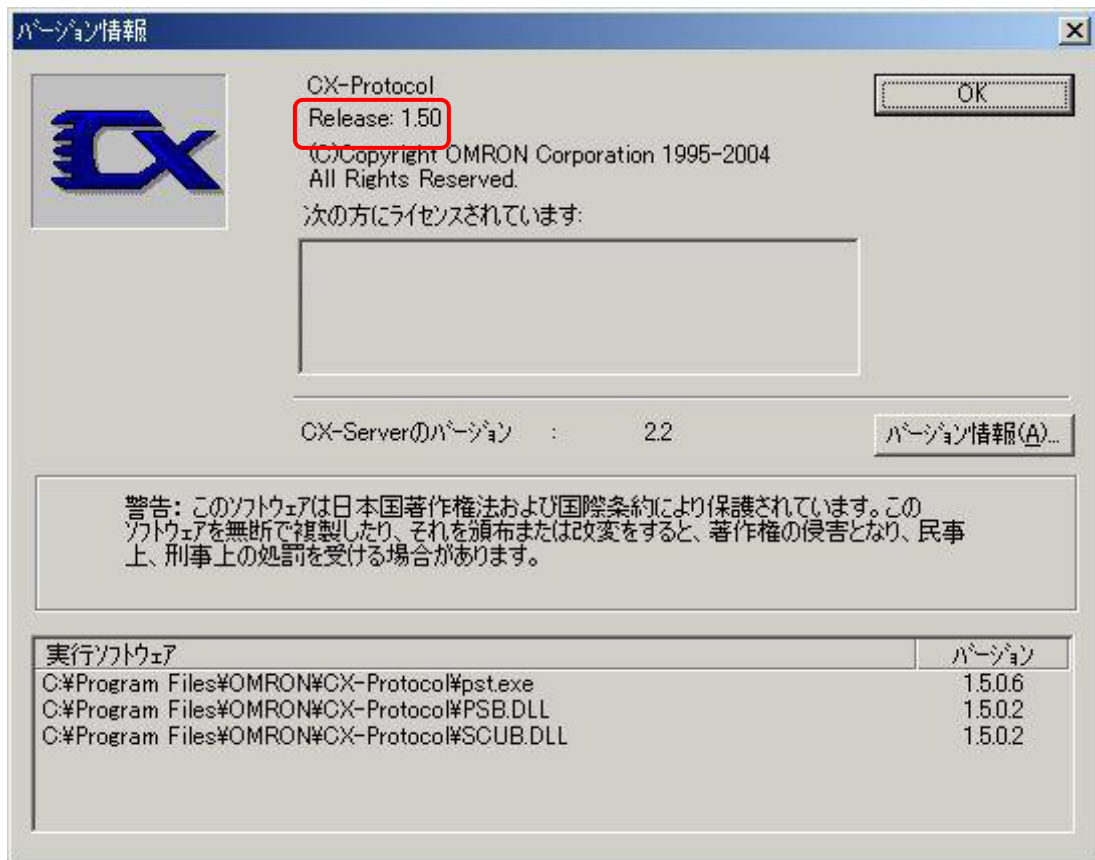 バージョン情報
CX-Protocol
OK
Release: 1.50
(C)Copyright OMRON Corporation 1995-2004
All Rights Reserved.
次の方にライセンスされています:
CX-Serverのバージョン : 2.2 バージョン情報(A)...
警告: このソフトウェアは日本国著作権法および国際条約により保護されています。この
ソフトウェアを無断で複製したり、それを頒布または改変をすると、著作権の侵害となり、民事
上、刑事上の処罰を受ける場合があります。
実行ソフトウェア バージョン
C:¥Program Files¥OMRON¥CX-Protocol¥pst.exe 1.5.0.6
C:¥Program Files¥OMRON¥CX-Protocol¥PSB.DLL 1.5.0.2
C:¥Program Files¥OMRON¥CX-Protocol¥SCUB.DLL 1.5.0.2